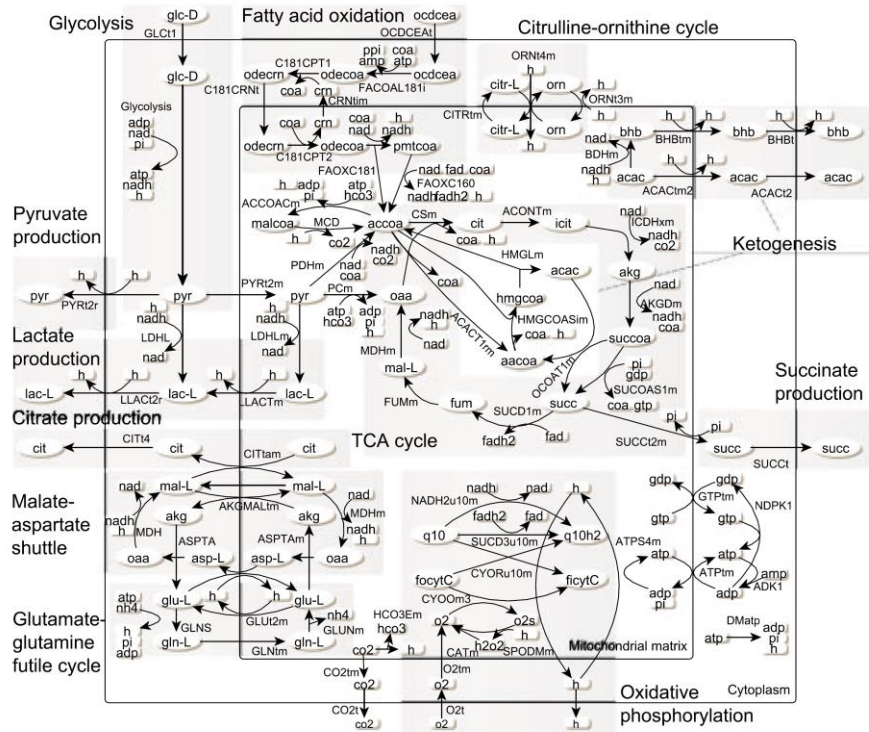 Glycolysis
glc-D
GLCt1
Fatty acid oxidation
ocdcea
OCDCEAt
Citrulline-ornithine cycle
glc-D
C181CPT1
ppi coa
amp atp
odecrn
odecoa
ocdcea
FACOAL181i
coa crn
C181CRNt
CRNtim
ORNt4m
h
citr-L
orn
h
ORNt3m
h
CITRtm
citr-L
orn
h
Glycolysis
adp
nad
pi
atp
nadh
h
crn
coa
coa
nad
h
nadh
odecrn
odecoa
pmtcoa
C181CPT2
FAOXC181
nad fad coa
FAOXC160
nadh fadh2 h
h h
bhb
bhb
bhb
BHBtm
BHBt
h h
nad
BDHm
nadh
h
h h
acac
acac
acac
ACACtm2
ACACt2
Ketogenesis
ACCOACm
h adp
pi
atp
hco3
malcoa
MCD
h
co2
accoa
CSm
cit
ACONTm
icit
coa h
nad
ICDHxm
nadh
co2
akg
nad
AKGDm
nadh
coa
succoa
PDHm
nad
coa
nadh
co2
coa
HMGLm
acac
hmgcoa
HMGCOASim
coa h
aacoa
ACACT1rm
OCOAT1m
Pyruvate
production
h h
pyr
PYRt2r
pyr
PYRt2m
pyr
PCm
oaa
atp
hco3
adp
pi
h
h
nadh
LDHL
nad
h
nadh
LDHLm
nad
nadh h
nad
MDHm
mal-L
FUMm
fum
SUCD1m
fadh2
fad
succ
pi
gdp
SUCOAS1m
coa gtp
Lactate
production
h h
h h
lac-L
LLACt2r
lac-L
LLACTm
lac-L
Citrate production
cit
CITt4
cit
CITtam
cit
TCA cycle
Succinate
production
pi
pi
SUCCt2m
succ
SUCCt
succ
Malate-
aspartate
shuttle
nad
nadh
h
MDH
mal-L
mal-L
AKGMALtm
akg
akg
nad
MDHm
nadh
h
ASPTA
ASPTAm
oaa
asp-L
asp-L
oaa
Glutamate-
glutamine
futile cycle
atp
nh4
h
pi
adp
glu-L
h
h
glu-L
GLUt2m
GLNS
nh4
GLUNm
gln-L
GLNtm
gln-L
nadh
nad
NADH2u10m
fadh2
fad
q10
SUCD3u10m
q10h2
focytC
CYORu10m
ficytC
CYOOm3
h
o2
o2s
h
h2o2
CATm
SPODMm
Mitochondrial matrix
HCO3Em
hco3
co2
h
CO2tm
co2
CO2t
co2
O2tm
o2
O2t
o2
h
h
Oxidative
phosphorylation
Cytoplasm
gdp
gdp
GTPtm
gtp
gtp
NDPK1
ATPS4m
atp
atp
ATPtm
adp
pi
adp
amp
ADK1
DMatp
atp
adp
pi
h